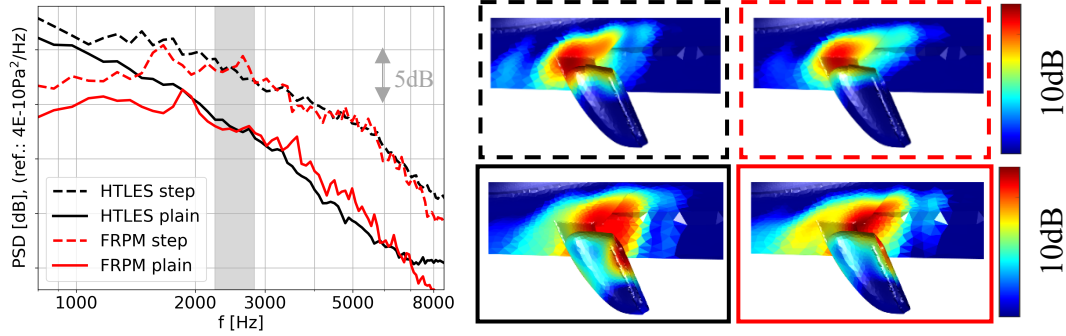 PSD [dB], (ref.: 4E-10Pa²/Hz)
5dB
HTLES step
HTLES plain
FRPM step
FRPM plain
1000 2000 3000 5000 8000
f [Hz]
10dB
10dB